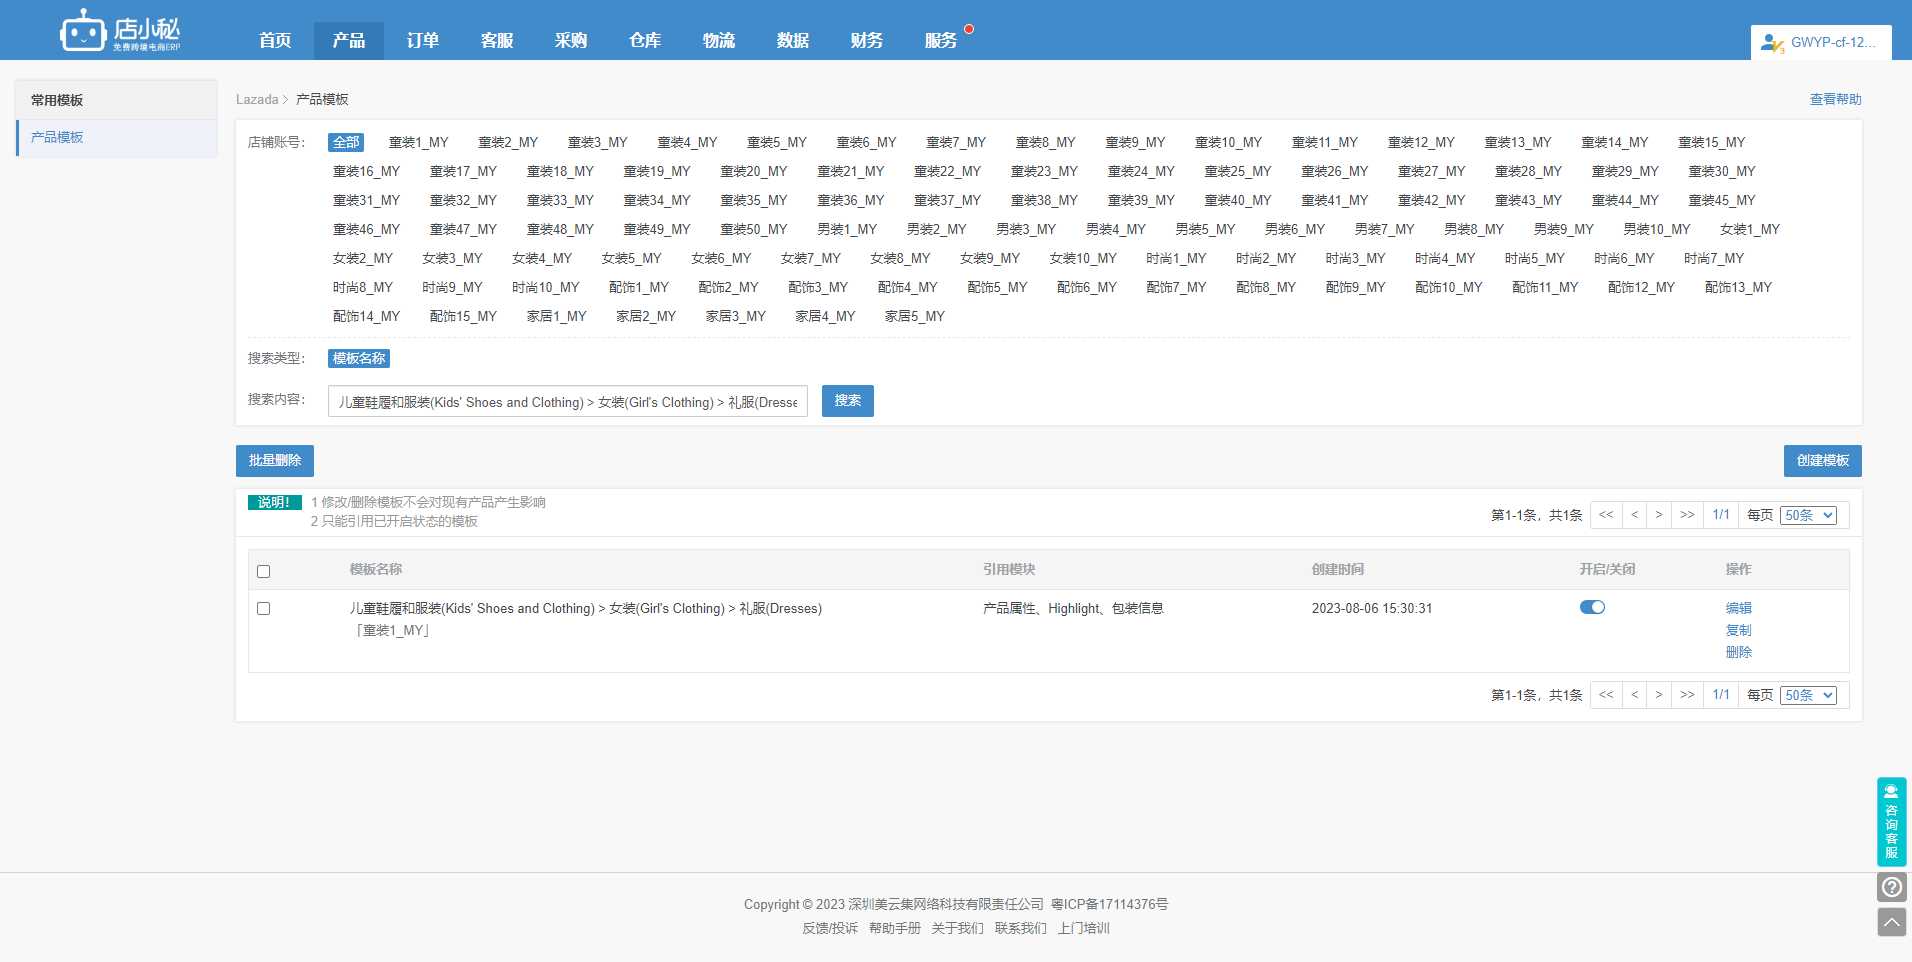 店小秘
免费跨境电商ERP
首页 产品 订单 客服 采购 仓库 物流 数据 财务 服务
GWYP-cf-12...
常用模板
产品模板
Lazada > 产品模板
查看帮助
店铺账号： 全部 童装1_MY 童装2_MY 童装3_MY 童装4_MY 童装5_MY 童装6_MY 童装7_MY 童装8_MY 童装9_MY 童装10_MY 童装11_MY 童装12_MY 童装13_MY 童装14_MY 童装15_MY
童装16_MY 童装17_MY 童装18_MY 童装19_MY 童装20_MY 童装21_MY 童装22_MY 童装23_MY 童装24_MY 童装25_MY 童装26_MY 童装27_MY 童装28_MY 童装29_MY 童装30_MY
童装31_MY 童装32_MY 童装33_MY 童装34_MY 童装35_MY 童装36_MY 童装37_MY 童装38_MY 童装39_MY 童装40_MY 童装41_MY 童装42_MY 童装43_MY 童装44_MY 童装45_MY
童装46_MY 童装47_MY 童装48_MY 童装49_MY 童装50_MY 男装1_MY 男装2_MY 男装3_MY 男装4_MY 男装5_MY 男装6_MY 男装7_MY 男装8_MY 男装9_MY 男装10_MY 女装1_MY
女装2_MY 女装3_MY 女装4_MY 女装5_MY 女装6_MY 女装7_MY 女装8_MY 女装9_MY 女装10_MY 时尚1_MY 时尚2_MY 时尚3_MY 时尚4_MY 时尚5_MY 时尚6_MY 时尚7_MY
时尚8_MY 时尚9_MY 时尚10_MY 配饰1_MY 配饰2_MY 配饰3_MY 配饰4_MY 配饰5_MY 配饰6_MY 配饰7_MY 配饰8_MY 配饰9_MY 配饰10_MY 配饰11_MY 配饰12_MY 配饰13_MY
配饰14_MY 配饰15_MY 家居1_MY 家居2_MY 家居3_MY 家居4_MY 家居5_MY
搜索类型： 模板名称
搜索内容： 儿童鞋履和服装(Kids' Shoes and Clothing) > 女装(Girl's Clothing) > 礼服(Dresse 搜索
批量删除 创建模板
说明！ 1 修改/删除模板不会对现有产品产生影响
2 只能引用已开启状态的模板
第1-1条，共1条 << < > >> 1/1 每页 50条
模板名称 引用模块 创建时间 开启/关闭 操作
儿童鞋履和服装(Kids' Shoes and Clothing) > 女装(Girl's Clothing) > 礼服(Dresses) 产品属性、Highlight、包装信息 2023-08-06 15:30:31 编辑
「童装1_MY」 复制
删除
第1-1条，共1条 << < > >> 1/1 每页 50条
咨询客服
Copyright © 2023 深圳美云集网络科技有限责任公司 粤ICP备17114376号
反馈/投诉 帮助手册 关于我们 联系我们 上门培训